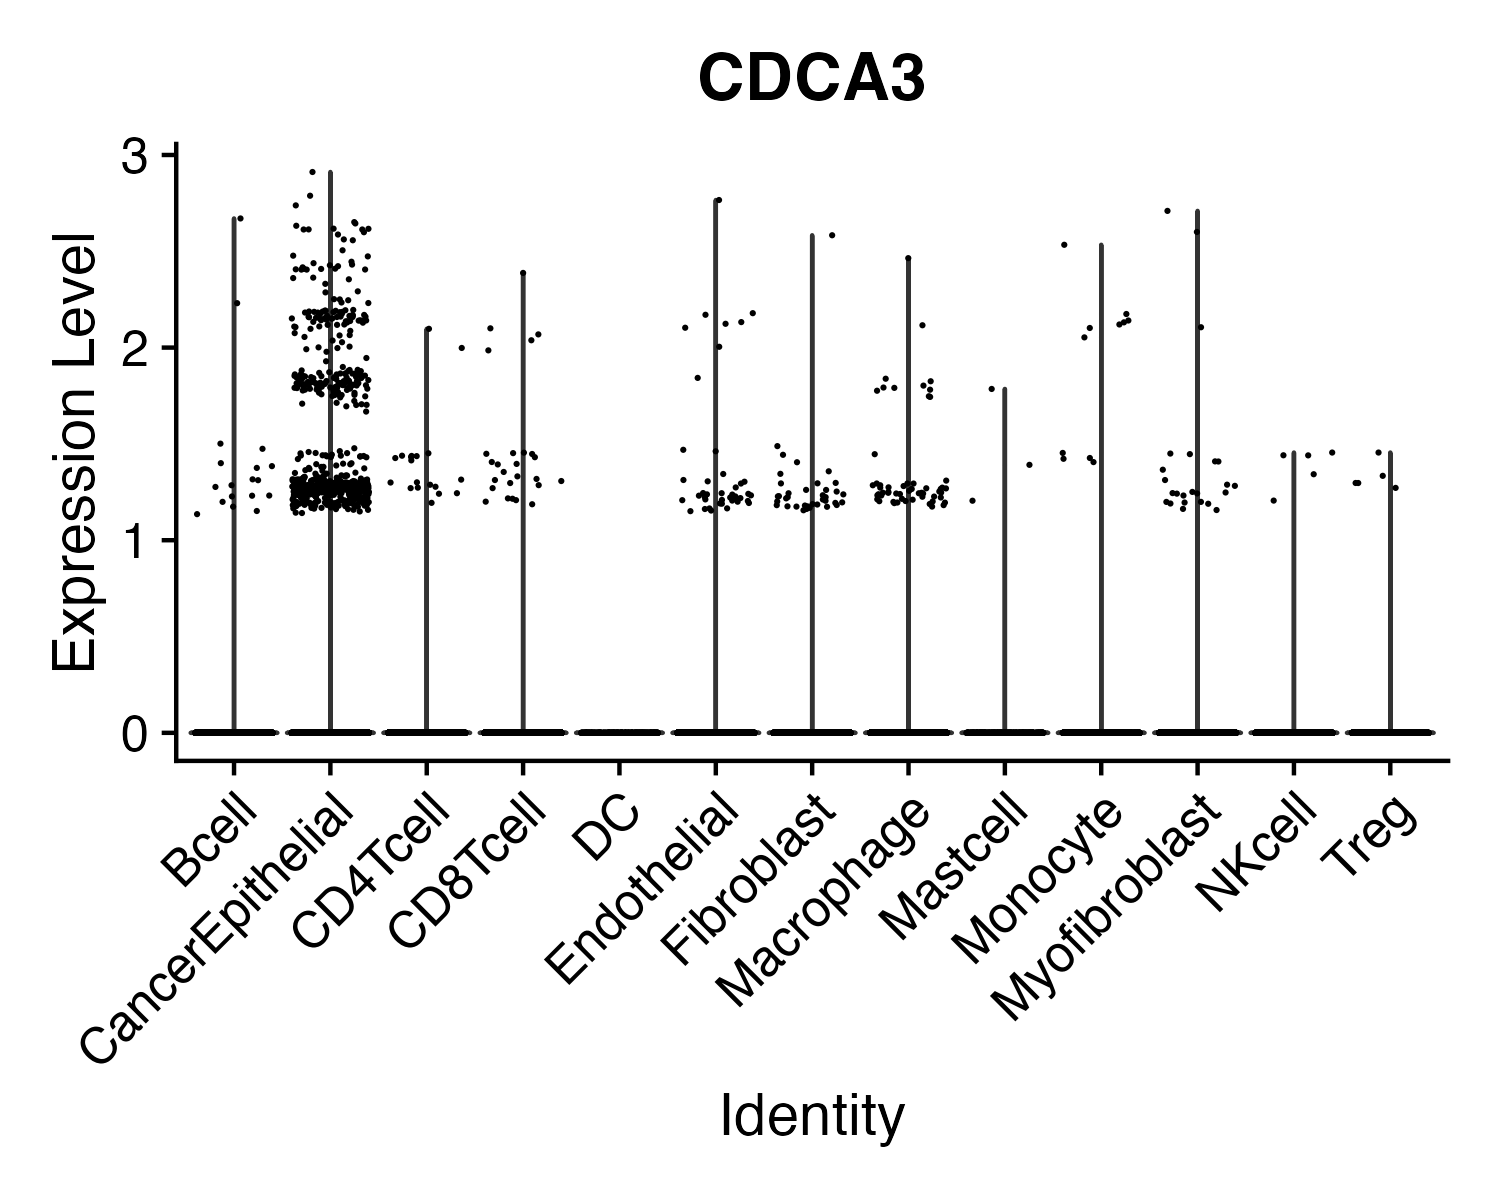 CDCA3
Expression Level
3
2
1
0
Bcell
CancerEpithelial
CD4Tcell
CD8Tcell
DC
Endothelial
Fibroblast
Macrophage
Mastcell
Monocyte
Myofibroblast
NKcell
Treg
Identity